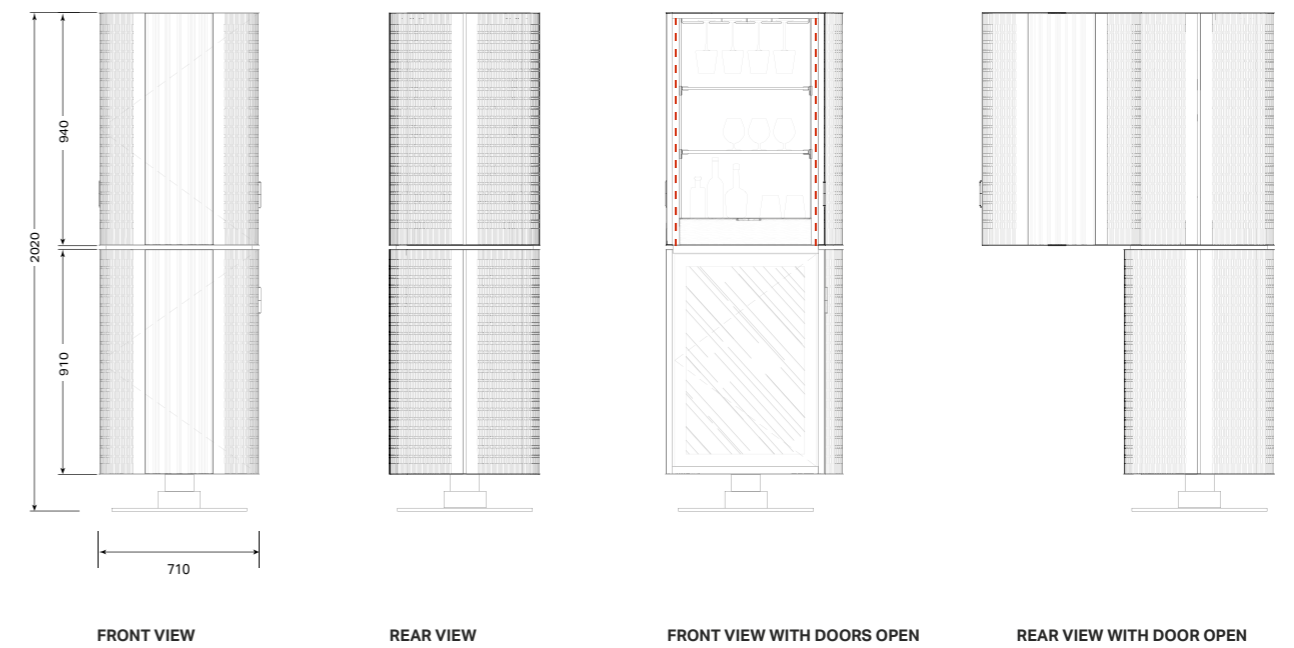 940
2020
910
710
FRONT VIEW
REAR VIEW
FRONT VIEW WITH DOORS OPEN
REAR VIEW WITH DOOR OPEN